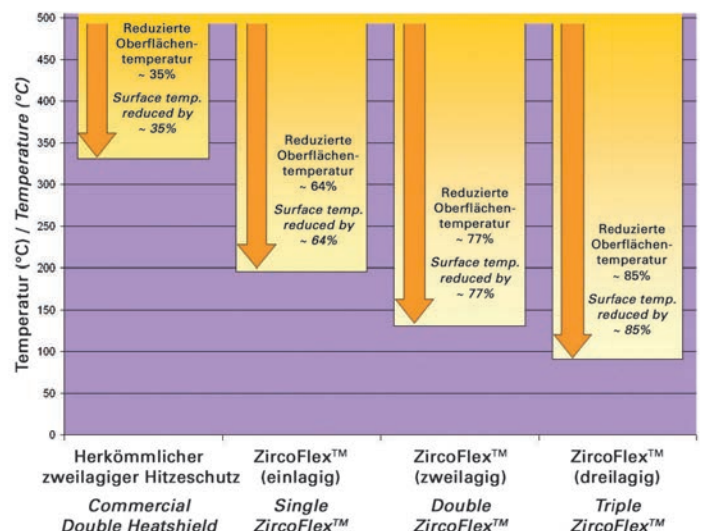 Temperatur (°C) / Temperature (°C)
500
450
400
350
300
250
200
150
100
50
0
Reduzierte
Oberflächen-
temperatur
~ 35%
Surface temp.
reduced by
~ 35%
Reduzierte
Oberflächen-
temperatur
~ 64%
Surface temp.
reduced by
~ 64%
Reduzierte
Oberflächen-
temperatur
~ 77%
Surface temp.
reduced by
~ 77%
Reduzierte
Oberflächen-
temperatur
~ 85%
Surface temp.
reduced by
~ 85%
Herkömmlicher
zweilagiger Hitzeschutz
Commercial
Double Heatshield
ZircoFlex™
(einlagig)
Single
ZircoFlex™
ZircoFlex™
(zweilagig)
Double
ZircoFlex™
ZircoFlex™
(dreilagig)
Triple
ZircoFlex™